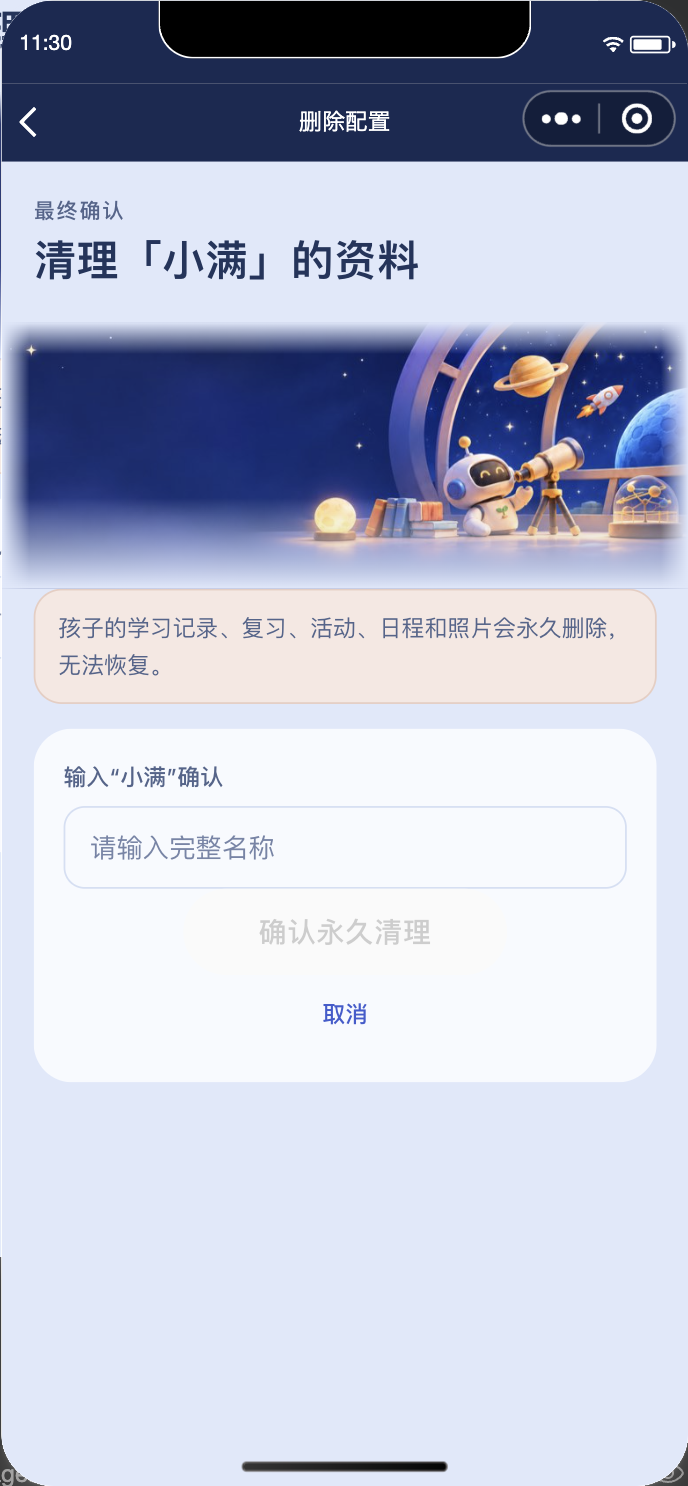 11:30
删除配置
最终确认
清理「小满」的资料
孩子的学习记录、复习、活动、日程和照片会永久删除，
无法恢复。
输入“小满”确认
请输入完整名称
确认永久清理
取消